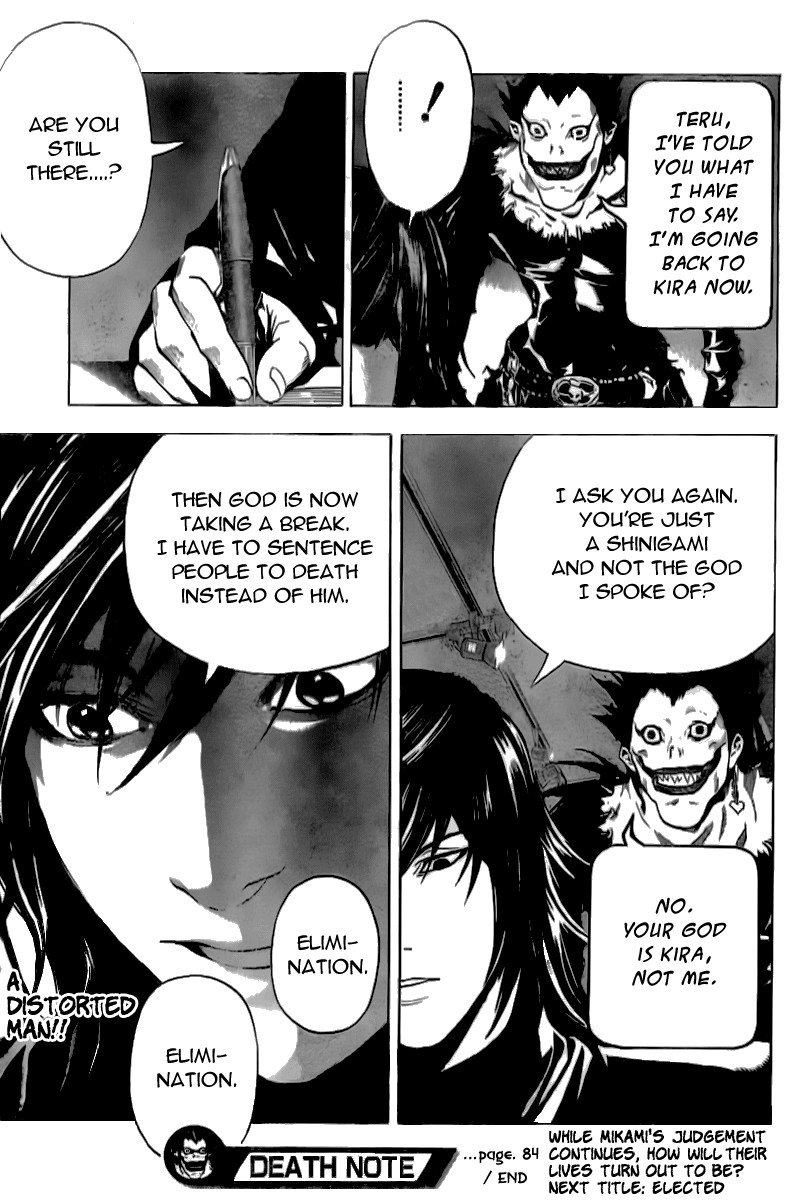 TERU,
I'VE TOLD
YOU WHAT
I HAVE
TO SAY.
I'M GOING
BACK TO
KIRA NOW.
........!
ARE YOU
STILL
THERE....?
I ASK YOU AGAIN.
YOU'RE JUST
A SHINIGAMI
AND NOT THE GOD
I SPOKE OF?
NO.
YOUR GOD
IS KIRA,
NOT ME.
THEN GOD IS NOW
TAKING A BREAK.
I HAVE TO SENTENCE
PEOPLE TO DEATH
INSTEAD OF HIM.
ELIMI-
NATION.
ELIMI-
NATION.
A
DISTORTED
MAN!!
DEATH NOTE
...page. 84
/ END
WHILE MIKAMI'S JUDGEMENT
CONTINUES, HOW WILL THEIR
LIVES TURN OUT TO BE?
NEXT TITLE: ELECTED